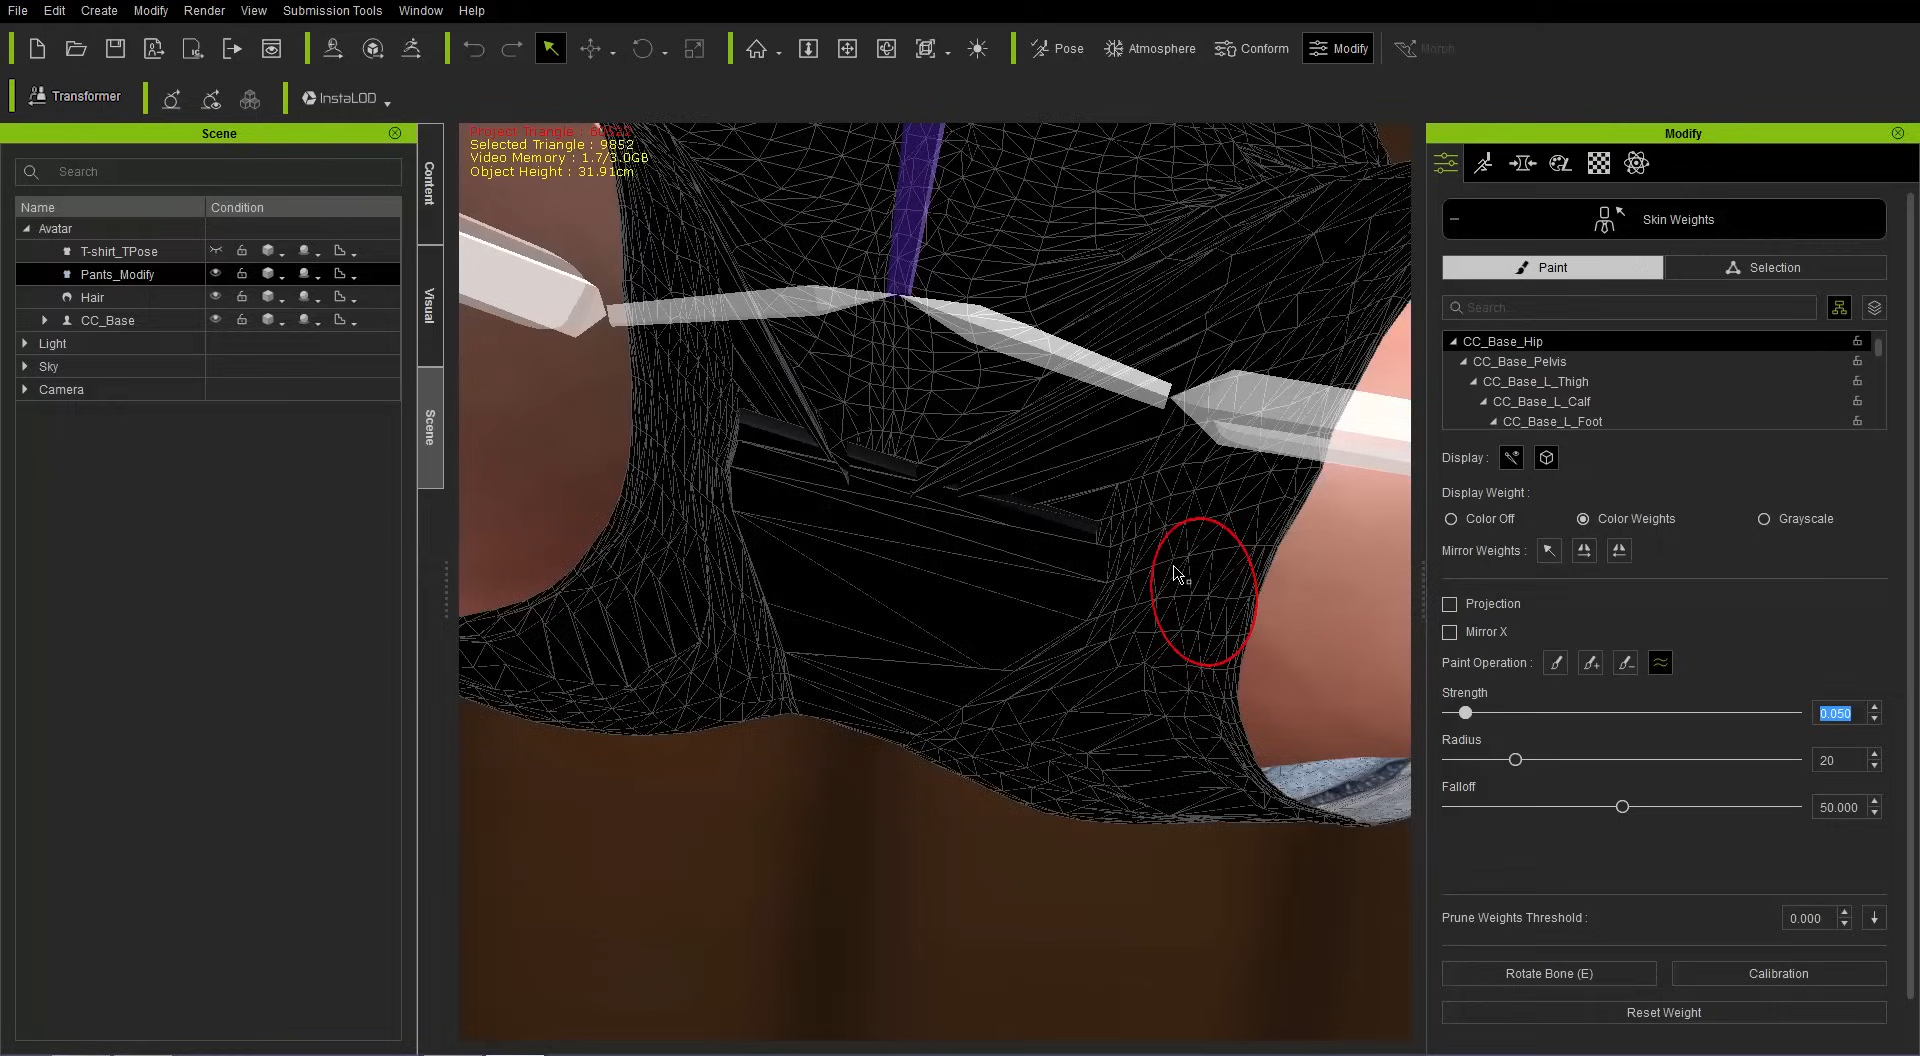 File Edit Create Modify Render View Submission Tools Window Help
Pose Atmosphere Conform Modify Morph
Transformer InstaLOD
Scene
Search
Name Condition
Avatar
T-shirt_TPose
Pants_Modify
Hair
CC_Base
Light
Sky
Camera
Content
Visual
Scene
Project Triangle :
Selected Triangle : 9852
Video Memory : 1.7/3.0GB
Object Height : 31.91cm
Modify
Skin Weights
Paint Selection
Search...
CC_Base_Hip
CC_Base_Pelvis
CC_Base_L_Thigh
CC_Base_L_Calf
CC_Base_L_Foot
Display :
Display Weight :
Color Off Color Weights Grayscale
Mirror Weights :
Projection
Mirror X
Paint Operation :
Strength
0.050
Radius
20
Falloff
50.000
Prune Weights Threshold : 0.000
Rotate Bone (E) Calibration
Reset Weight